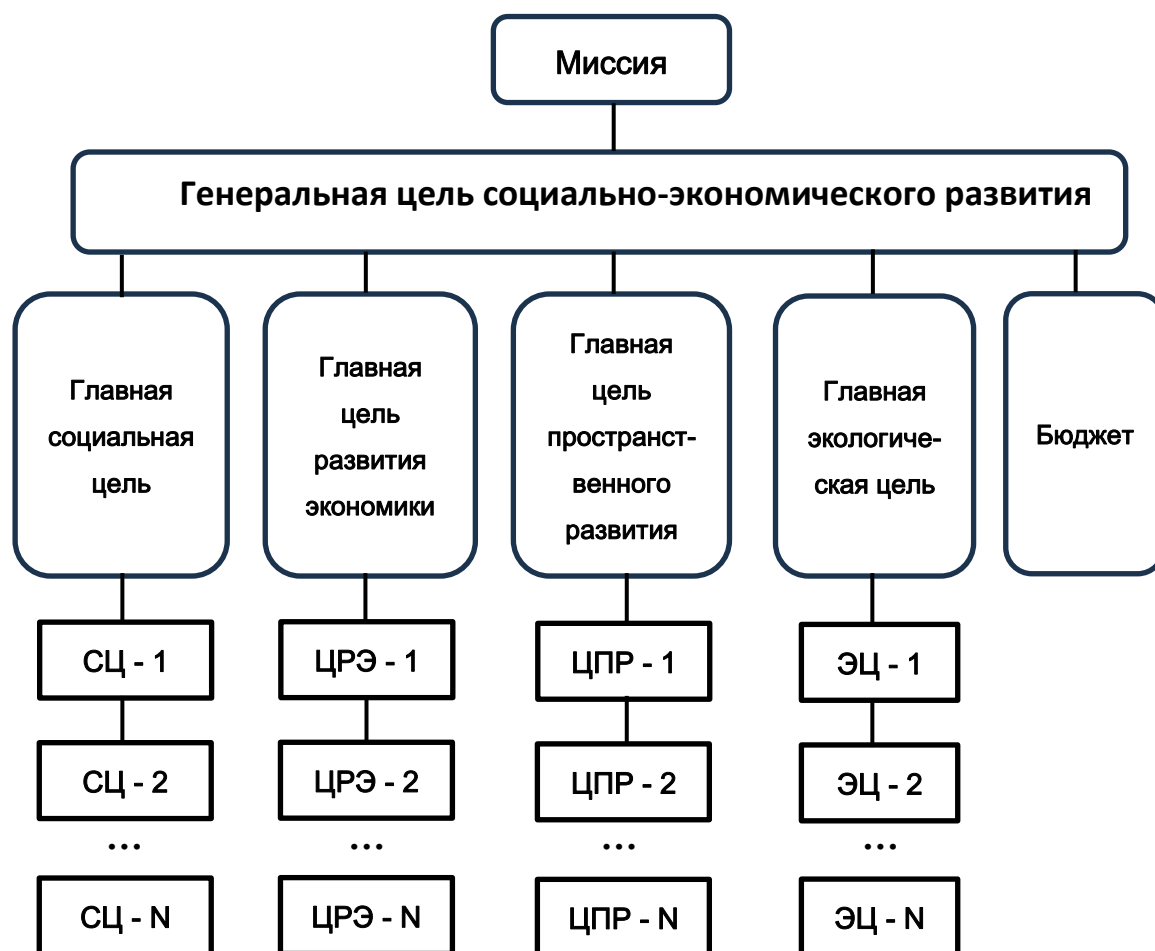 Миссия
Генеральная цель социально-экономического развития
Главная
социальная
цель
Главная
цель
развития
экономики
Главная
цель
пространст-
венного
развития
Главная
экологиче-
ская цель
Бюджет
СЦ - 1
ЦРЭ - 1
ЦПР - 1
ЭЦ - 1
СЦ - 2
ЦРЭ - 2
ЦПР - 2
ЭЦ - 2
...
...
...
...
СЦ - N
ЦРЭ - N
ЦПР - N
ЭЦ - N